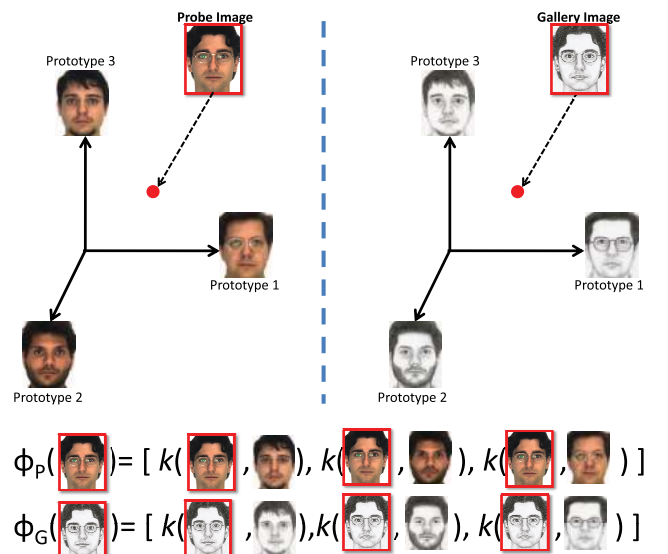 Probe Image
Gallery Image
Prototype 3
Prototype 3
Prototype 1
Prototype 1
Prototype 2
Prototype 2
ϕP( )= [ k( , ), k( , ), k( , ) ]
ϕG( )= [ k( , ),k( , ), k( , ) ]